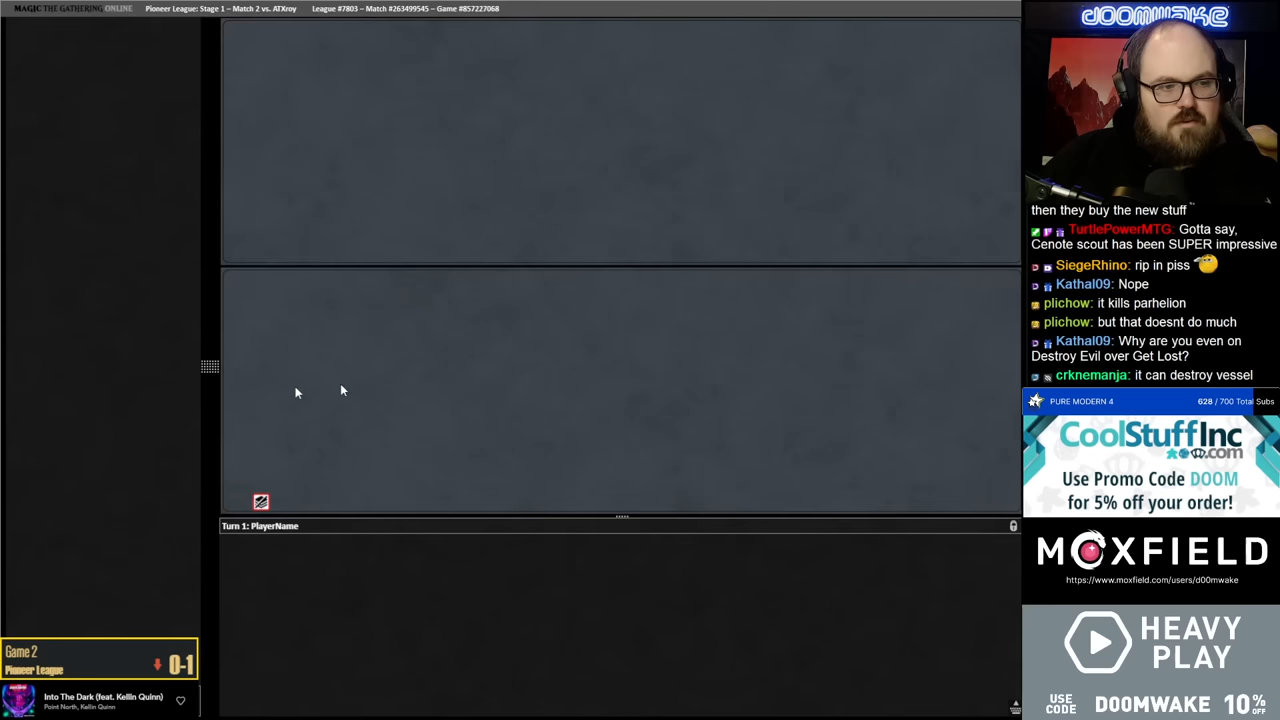 MAGIC THE GATHERING ONLINE Pioneer League: Stage 1 – Match 2 vs. ATXroy League #7803 – Match #263499545 – Game #857227068
doomwake
then they buy the new stuff
TurtlePowerMTG: Gotta say,
Cenote scout has been SUPER impressive
SiegeRhino: rip in piss
Kathal09: Nope
plichow: it kills parhelion
plichow: but that doesnt do much
Kathal09: Why are you even on
Destroy Evil over Get Lost?
crknemanja: it can destroy vessel
PURE MODERN 4 628 / 700 Total Subs
CoolStuffInc
.com
Use Promo Code DOOM
for 5% off your order!
Turn 1: PlayerName
MOXFIELD
https://www.moxfield.com/users/d00mwake
HEAVY
PLAY
USE
CODE D00MWAKE 10% OFF
Game 2
Pioneer League 0-1
Into The Dark (feat. Kellin Quinn)
Point North, Kellin Quinn